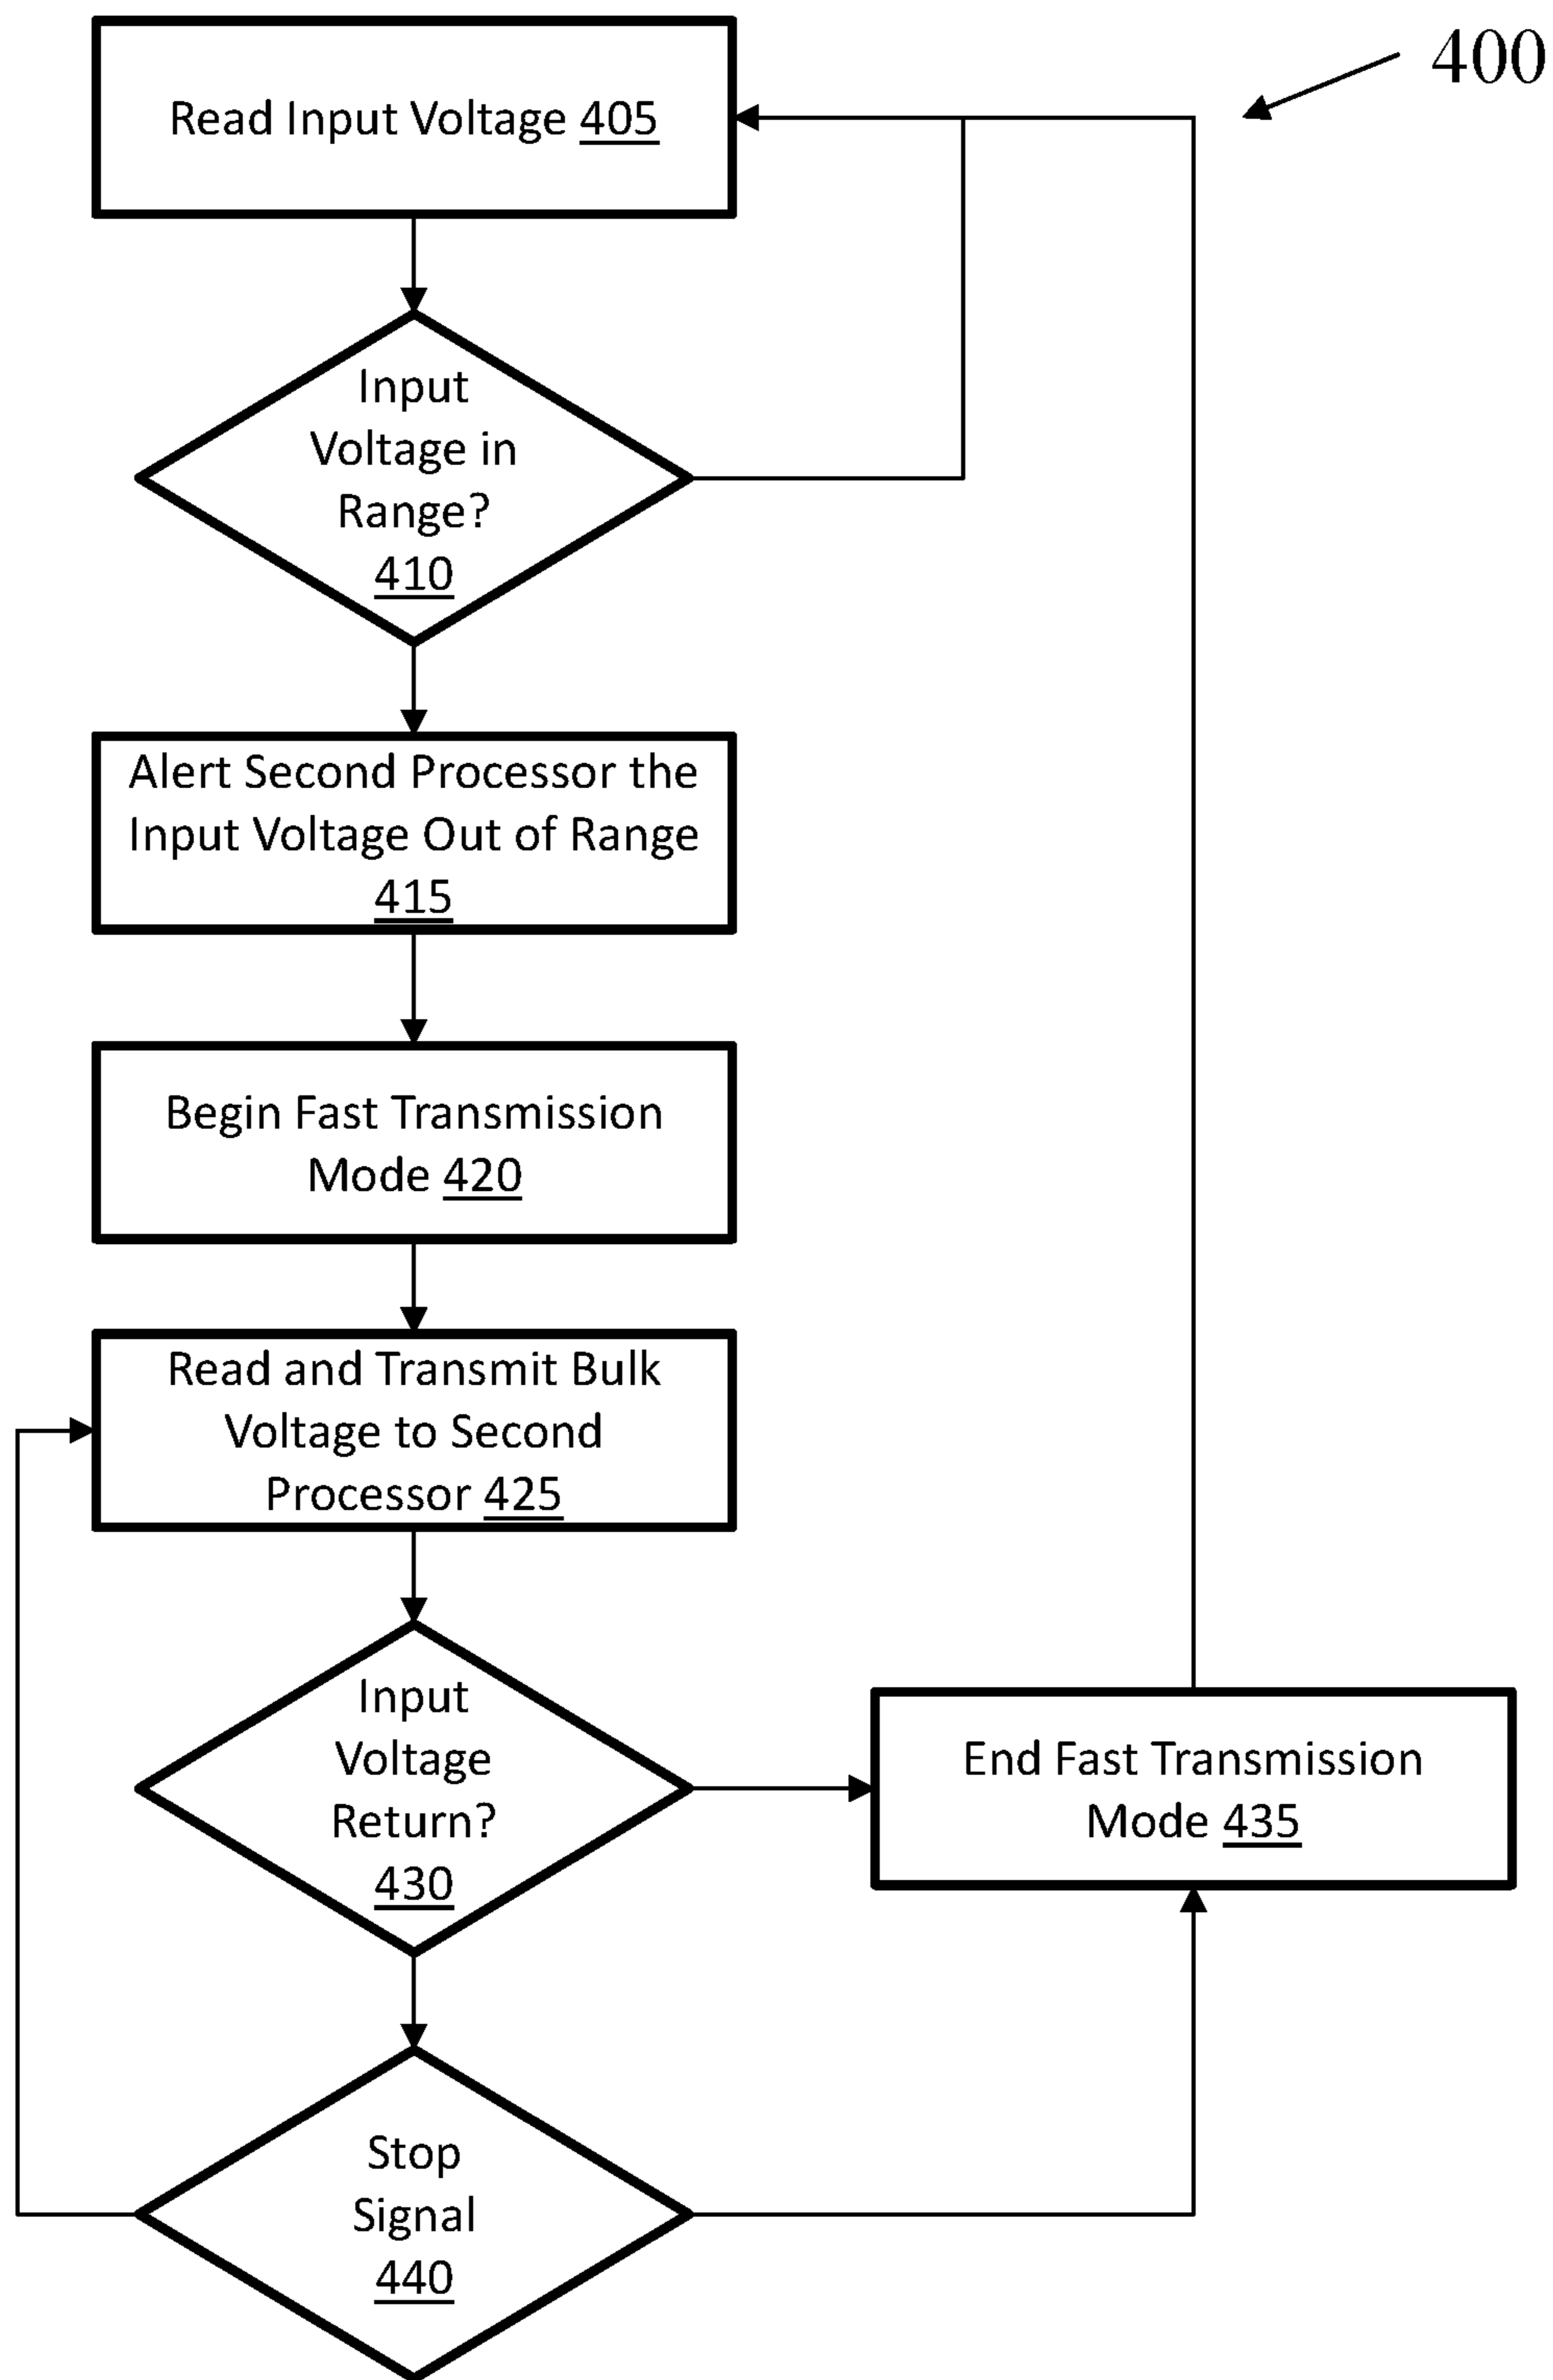 400
Read Input Voltage 405
Input
Voltage in
Range?
410
Alert Second Processor the
Input Voltage Out of Range
415
Begin Fast Transmission
Mode 420
Read and Transmit Bulk
Voltage to Second
Processor 425
Input
Voltage
Return?
430
End Fast Transmission
Mode 435
Stop
Signal
440